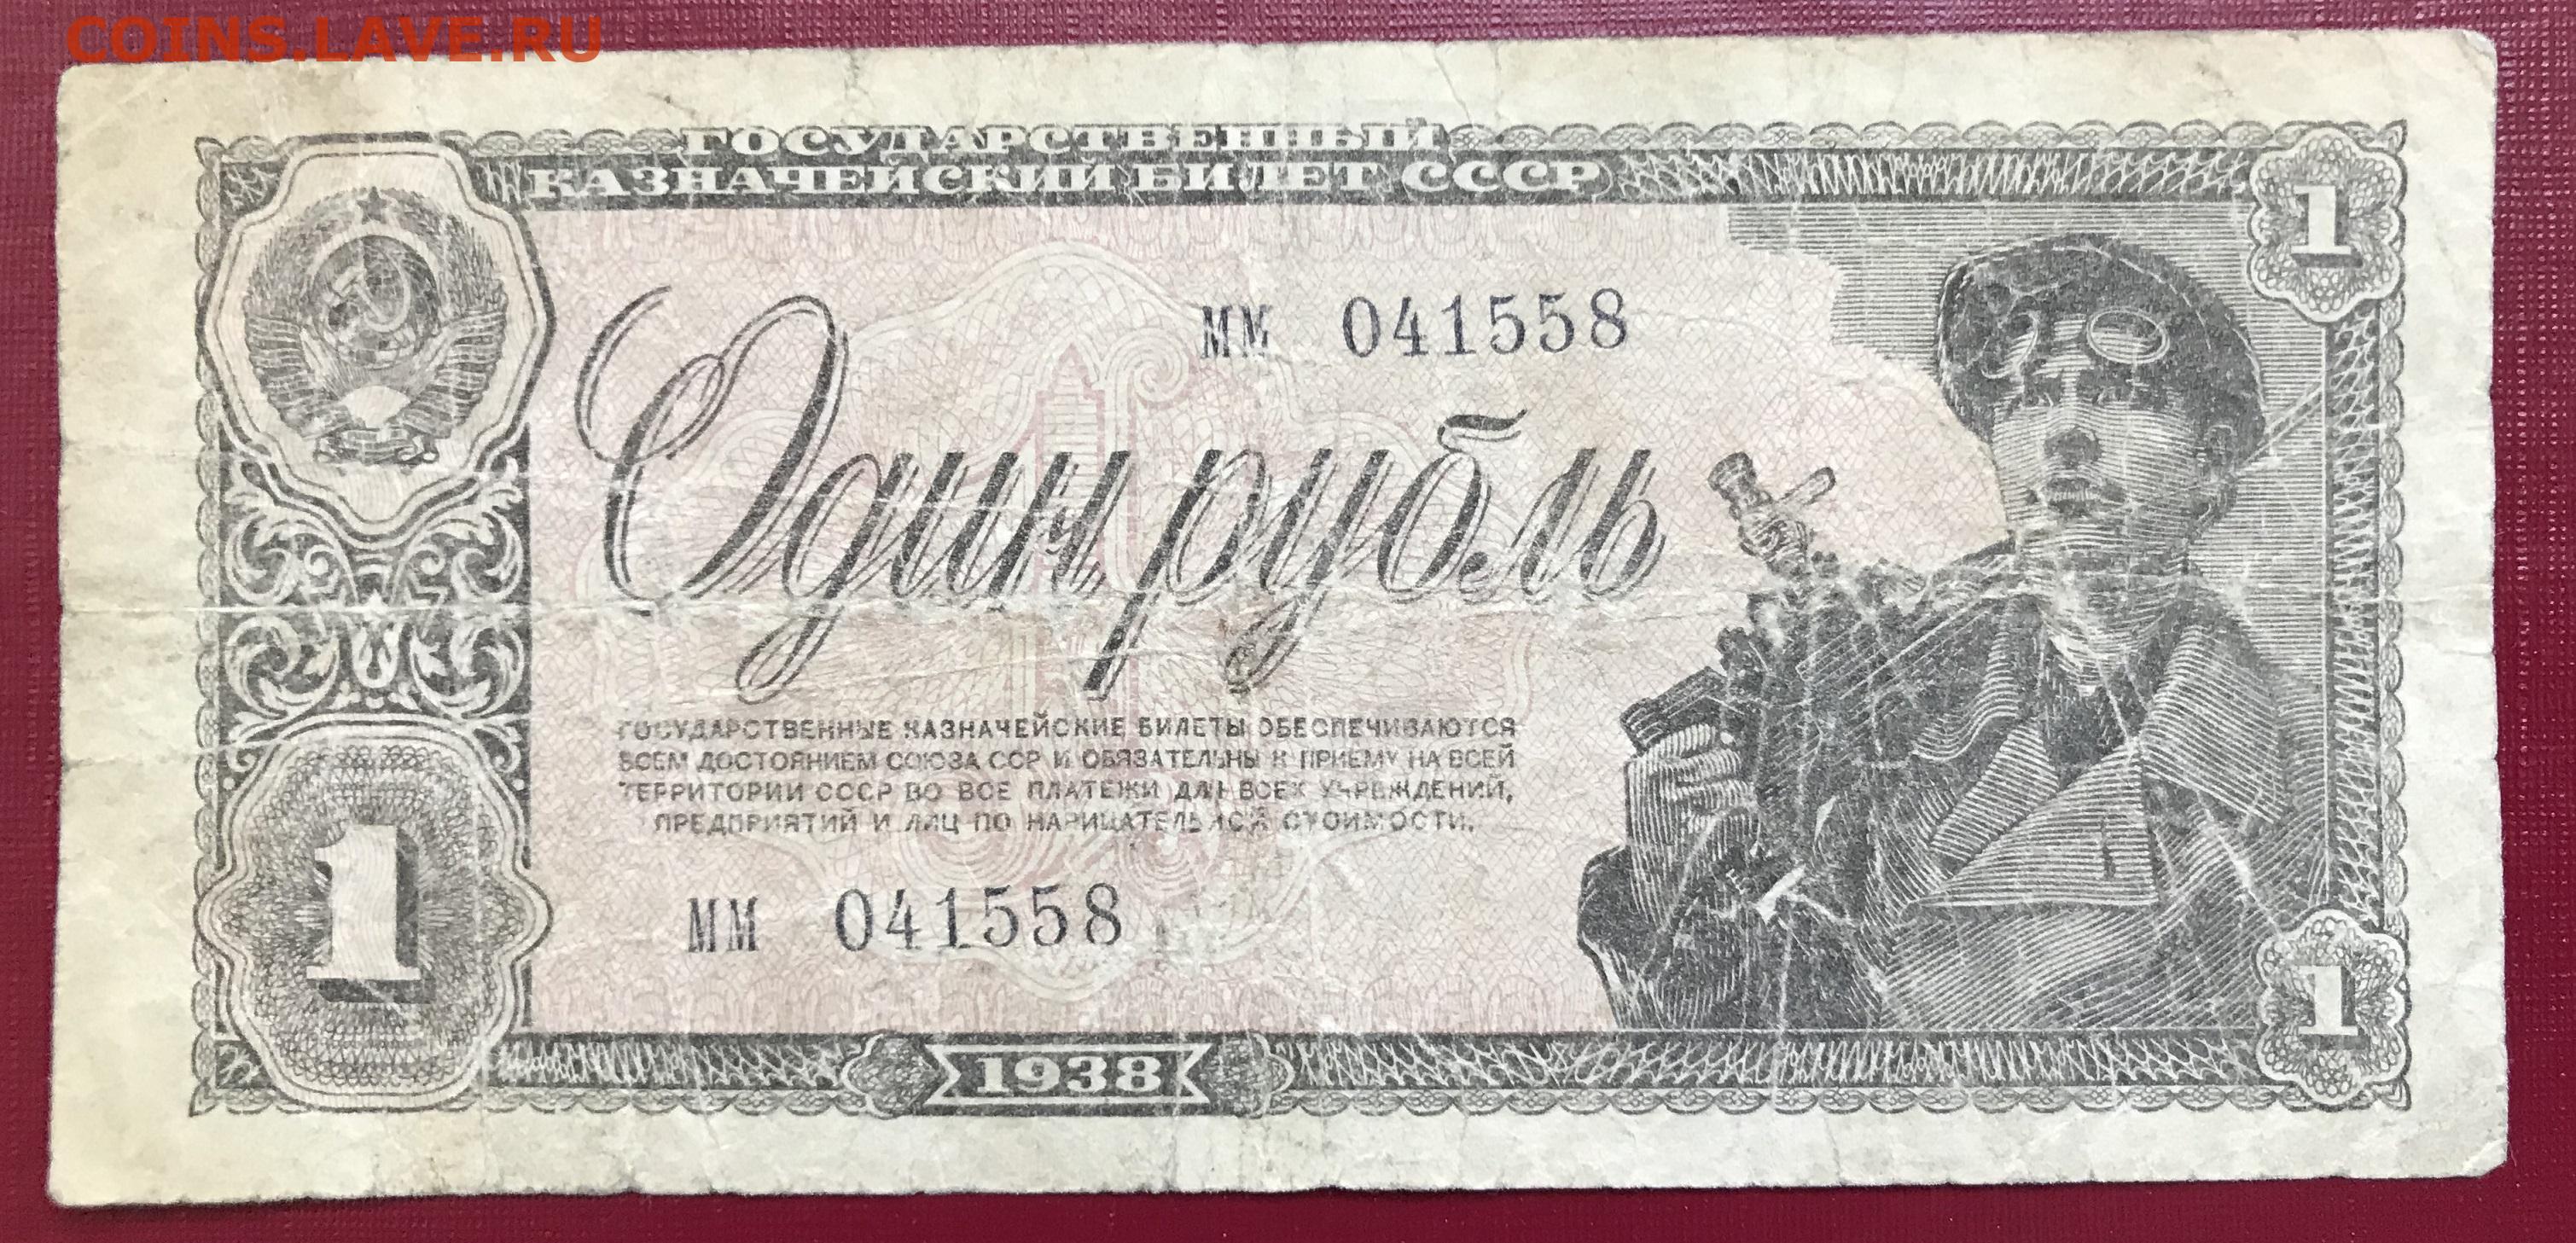 COINS.LAVE.RU
ГОСУДАРСТВЕННЫЙ
КАЗНАЧЕЙСКИЙ БИЛЕТ СССР
1
ММ 041558
Один рубль
ГОСУДАРСТВЕННЫЕ КАЗНАЧЕЙСКИЕ БИЛЕТЫ ОБЕСПЕЧИВАЮТСЯ
ВСЕМ ДОСТОЯНИЕМ СОЮЗА ССР И ОБЯЗАТЕЛЬНЫ К ПРИЕМУ НА ВСЕЙ
ТЕРРИТОРИИ СССР ВО ВСЕ ПЛАТЕЖИ ДЛЯ ВСЕХ УЧРЕЖДЕНИЙ,
ПРЕДПРИЯТИЙ И ЛИЦ ПО НАРИЦАТЕЛЬНОЙ СТОИМОСТИ.
1
ММ 041558
1
1938